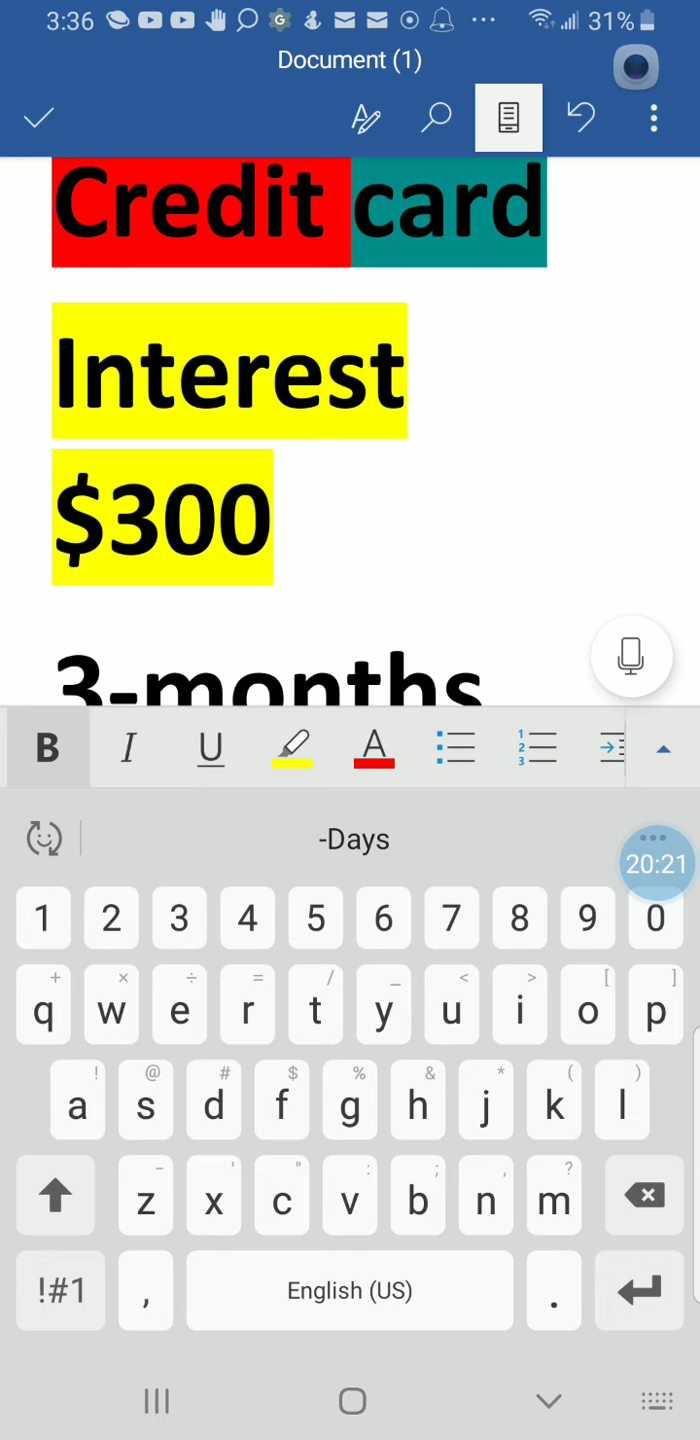 3:36 31%
Document (1)
Credit card
Interest
$300
3-months
B I U A
-Days
20:21
1 2 3 4 5 6 7 8 9 0
+ × ÷ = / _ < > [ ]
q w e r t y u i o p
! @ # $ % & * ( )
a s d f g h j k l
- ' " : ; , ?
z x c v b n m
!#1 , English (US) .